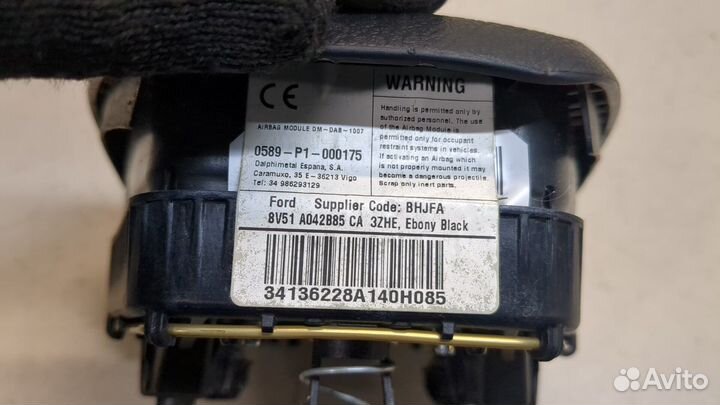 CE
WARNING
AIRBAG MODULE DM-DAB-1007
0589-P1-000175
Dalphimetal Espana, S.A.
Caramuxo, 35 E-36213 Vigo
Tel: 34 986293129
Handling is permitted only by
authorized personnel. The use
of the Airbag Module is
permitted only for occupant
restraint systems in vehicles.
If activating an Airbag which
is not properly mounted it may
become a dangerous projectile.
Scrap only inert parts.
Ford Supplier Code: BHJFA
8V51 A042B85 CA 3ZHE, Ebony Black
34136228A140H085
Avito